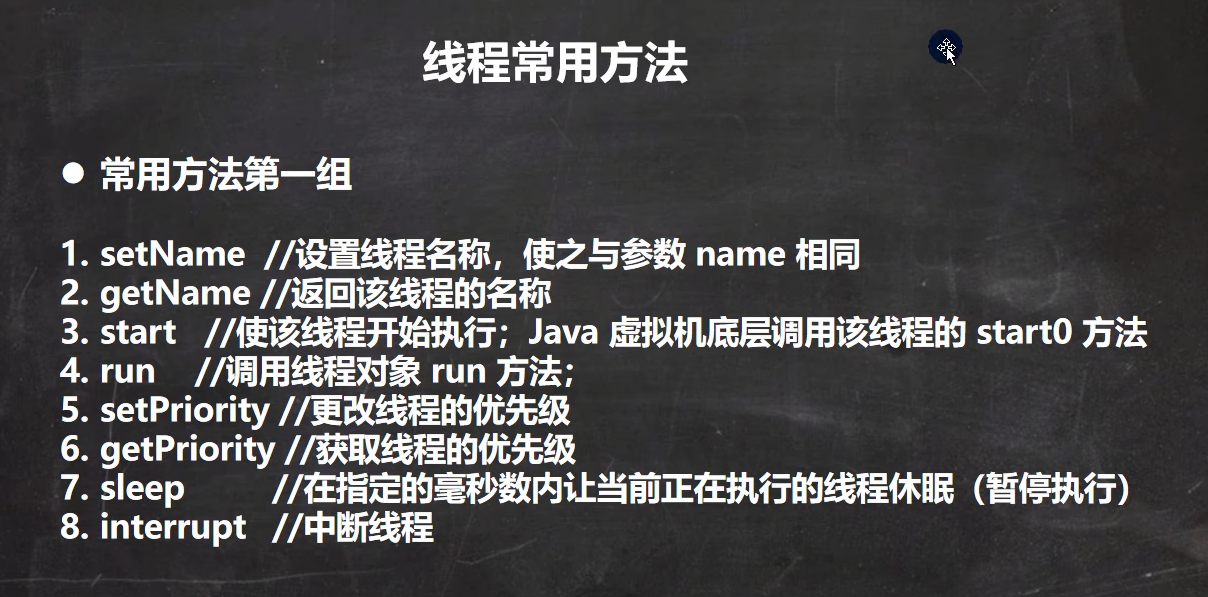 线程常用方法
● 常用方法第一组
1. setName //设置线程名称，使之与参数 name 相同
2. getName //返回该线程的名称
3. start //使该线程开始执行；Java 虚拟机底层调用该线程的 start0 方法
4. run //调用线程对象 run 方法；
5. setPriority //更改线程的优先级
6. getPriority //获取线程的优先级
7. sleep //在指定的毫秒数内让当前正在执行的线程休眠（暂停执行）
8. interrupt //中断线程